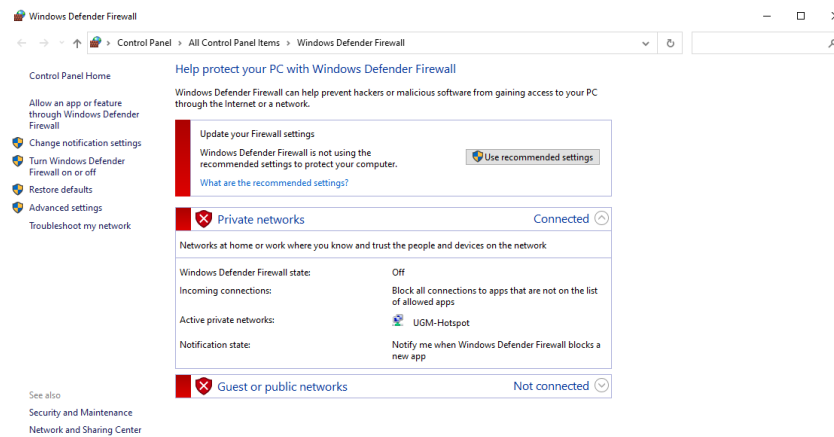 Windows Defender Firewall
Control Panel > All Control Panel Items > Windows Defender Firewall
Control Panel Home
Allow an app or feature
through Windows Defender
Firewall
Change notification settings
Turn Windows Defender
Firewall on or off
Restore defaults
Advanced settings
Troubleshoot my network
See also
Security and Maintenance
Network and Sharing Center
Help protect your PC with Windows Defender Firewall
Windows Defender Firewall can help prevent hackers or malicious software from gaining access to your PC
through the Internet or a network.
Update your Firewall settings
Windows Defender Firewall is not using the
recommended settings to protect your computer.
Use recommended settings
What are the recommended settings?
Private networks Connected
Networks at home or work where you know and trust the people and devices on the network
Windows Defender Firewall state: Off
Incoming connections: Block all connections to apps that are not on the list
of allowed apps
Active private networks: UGM-Hotspot
Notification state: Notify me when Windows Defender Firewall blocks a
new app
Guest or public networks Not connected